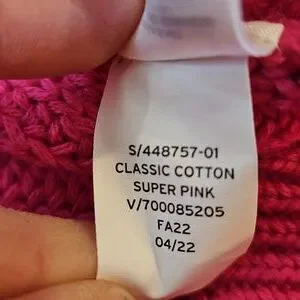 S/448757-01
CLASSIC COTTON
SUPER PINK
V/700085205
FA22
04/22